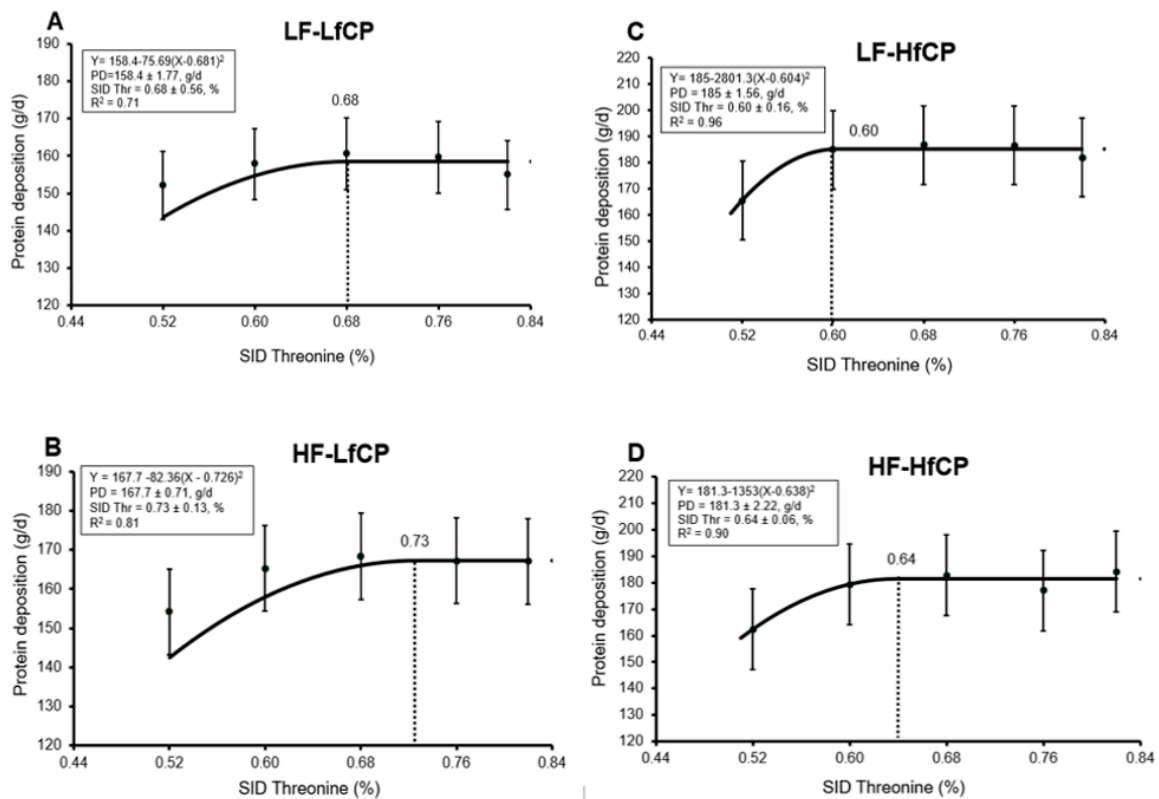 A
LF-LfCP
Y= 158.4-75.69(X-0.681)²
PD=158.4 ± 1.77, g/d
SID Thr = 0.68 ± 0.56, %
R² = 0.71
0.68
Protein deposition (g/d)
190
180
170
160
150
140
130
120
0.44 0.52 0.60 0.68 0.76 0.84
SID Threonine (%)
C
LF-HfCP
Y= 185-2801.3(X-0.604)²
PD = 185 ± 1.56, g/d
SID Thr = 0.60 ± 0.16, %
R² = 0.96
0.60
Protein deposition (g/d)
220
210
200
190
180
170
160
150
140
130
120
0.44 0.52 0.60 0.68 0.76 0.84
SID Threonine (%)
B
HF-LfCP
Y = 167.7 -82.36(X - 0.726)²
PD = 167.7 ± 0.71, g/d
SID Thr = 0.73 ± 0.13, %
R² = 0.81
0.73
Protein deposition (g/d)
190
180
170
160
150
140
130
120
0.44 0.52 0.60 0.68 0.76 0.84
SID Threonine (%)
D
HF-HfCP
Y= 181.3-1353(X-0.638)²
PD = 181.3 ± 2.22, g/d
SID Thr = 0.64 ± 0.06, %
R² = 0.90
0.64
Protein deposition (g/d)
220
210
200
190
180
170
160
150
140
130
120
0.44 0.52 0.60 0.68 0.76 0.84
SID Threonine (%)